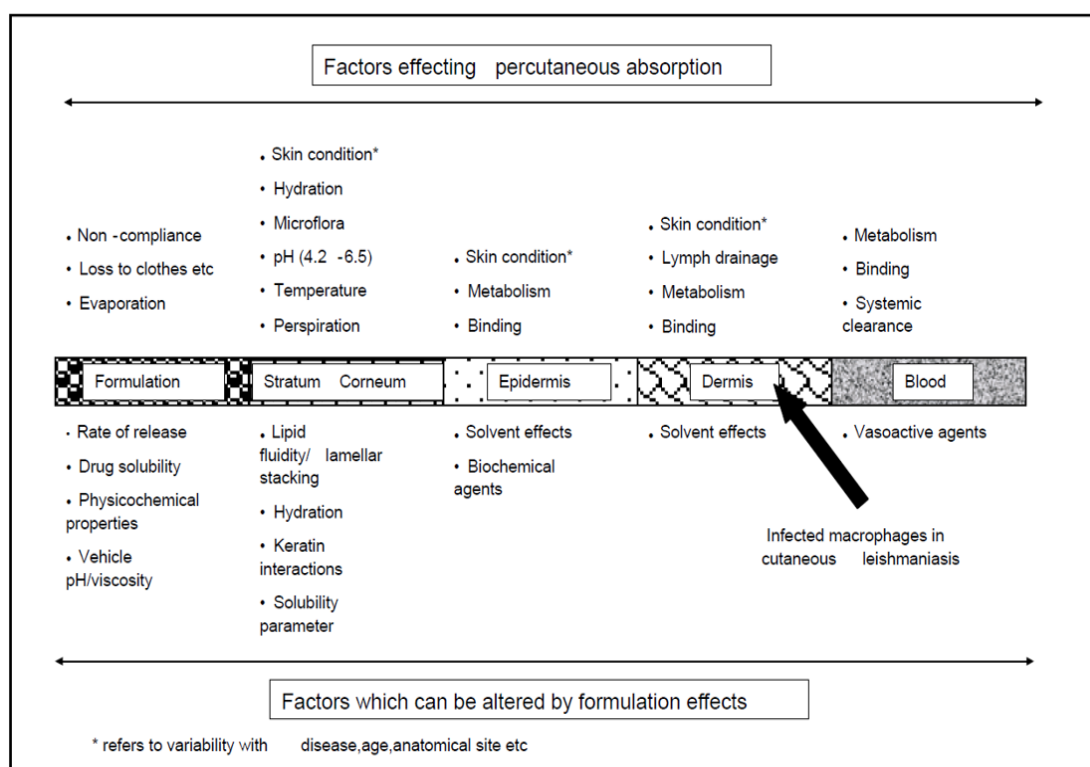 Factors effecting percutaneous absorption
• Non -compliance
• Loss to clothes etc
• Evaporation
• Skin condition*
• Hydration
• Microflora
• pH (4.2 -6.5)
• Temperature
• Perspiration
• Skin condition*
• Metabolism
• Binding
• Skin condition*
• Lymph drainage
• Metabolism
• Binding
• Metabolism
• Binding
• Systemic
clearance
Formulation
Stratum Corneum
Epidermis
Dermis
Blood
· Rate of release
• Drug solubility
• Physicochemical
properties
• Vehicle
pH/viscosity
• Lipid
fluidity/ lamellar
stacking
• Hydration
• Keratin
interactions
• Solubility
parameter
• Solvent effects
• Biochemical
agents
• Solvent effects
• Vasoactive agents
Infected macrophages in
cutaneous leishmaniasis
Factors which can be altered by formulation effects
* refers to variability with disease,age,anatomical site etc